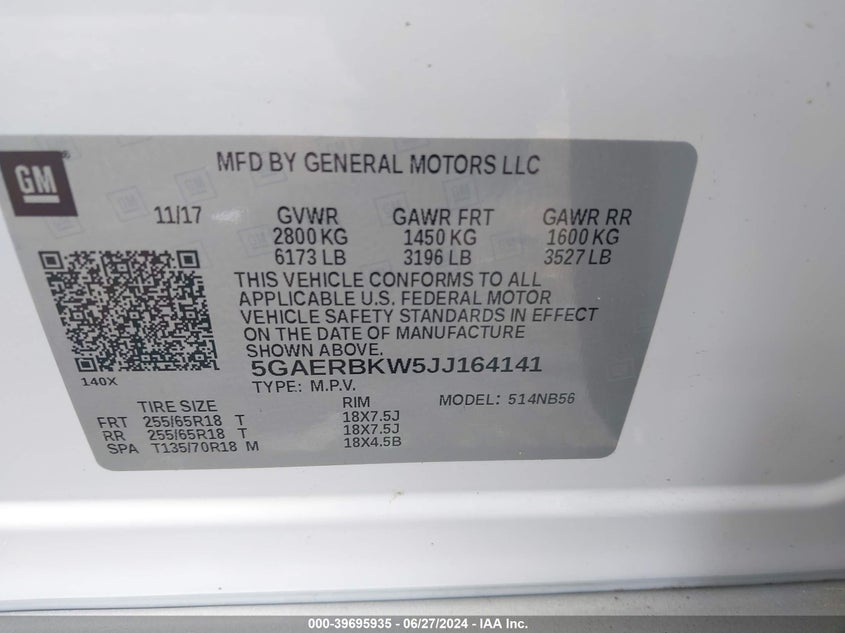 GM
MFD BY GENERAL MOTORS LLC
11/17 GVWR GAWR FRT GAWR RR
2800 KG 1450 KG 1600 KG
6173 LB 3196 LB 3527 LB
THIS VEHICLE CONFORMS TO ALL
APPLICABLE U.S. FEDERAL MOTOR
VEHICLE SAFETY STANDARDS IN EFFECT
ON THE DATE OF MANUFACTURE
SHOWN ABOVE.
5GAERBKW5JJ164141
140X
TYPE: M.P.V.
MODEL: 514NB56
TIRE SIZE RIM
FRT 255/65R18 T 18X7.5J
RR 255/65R18 T 18X7.5J
SPA T135/70R18 M 18X4.5B
000-39695935 - 06/27/2024 - IAA Inc.